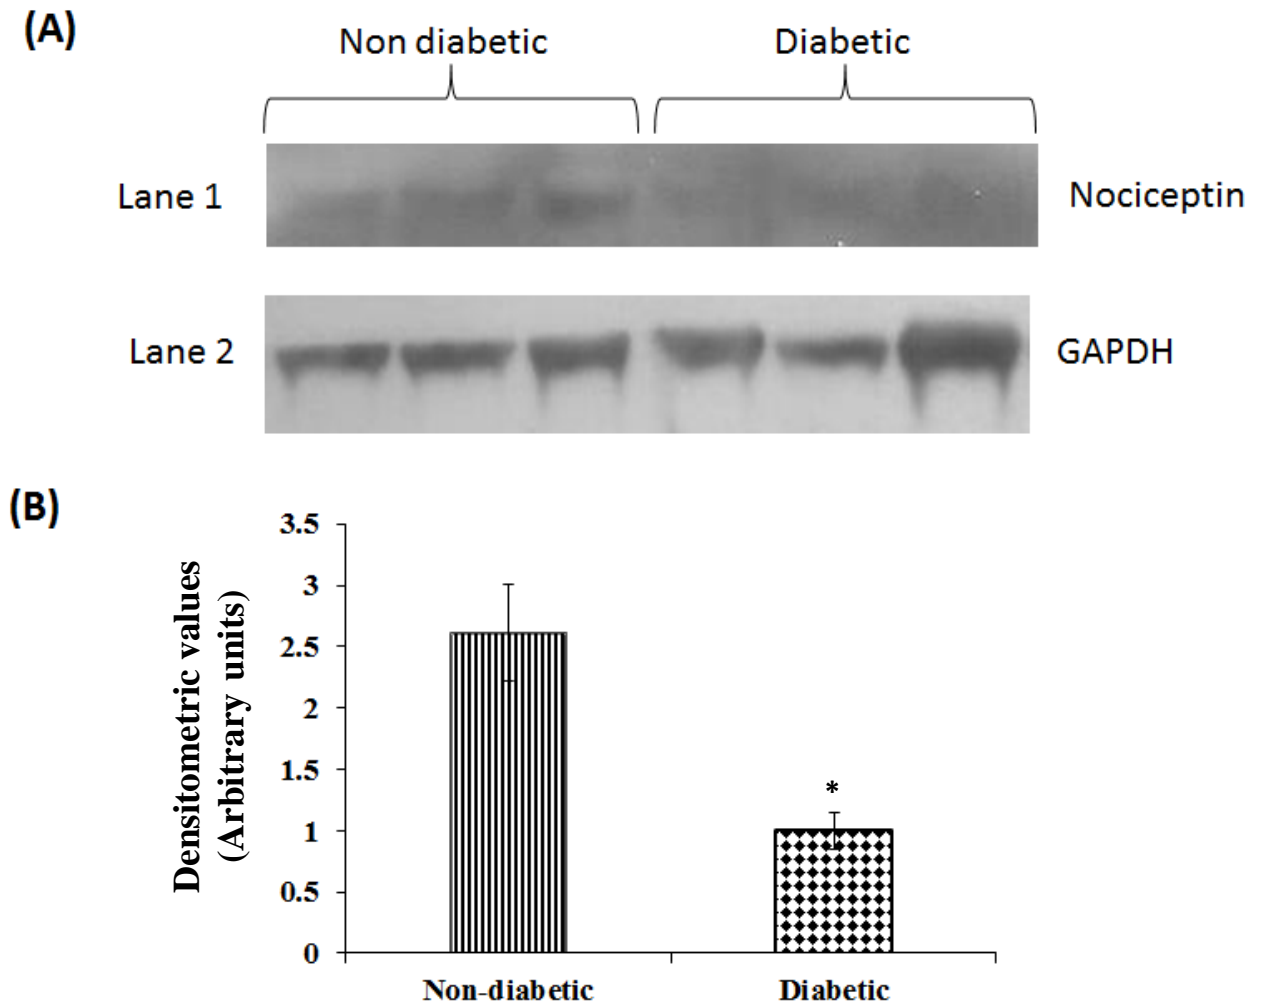 (A)
Non diabetic
Diabetic
Lane 1
Nociceptin
Lane 2
GAPDH
(B)
Densitometric values
(Arbitrary units)
3.5
3
2.5
2
1.5
1
0.5
0
*
Non-diabetic
Diabetic